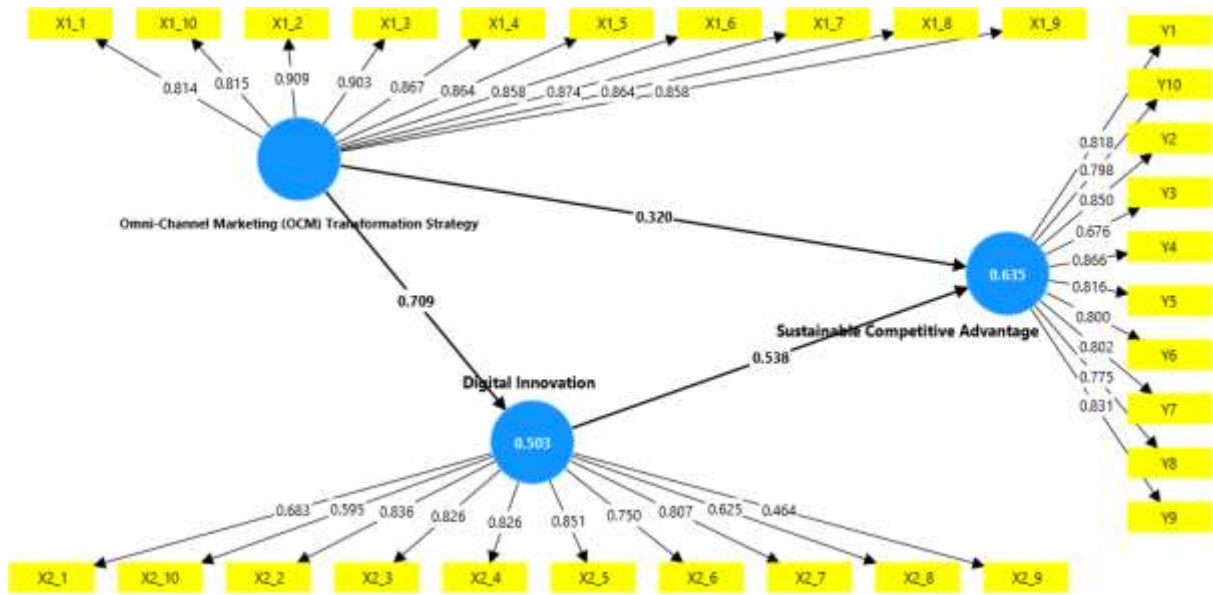 X1_1 X1_10 X1_2 X1_3 X1_4 X1_5 X1_6 X1_7 X1_8 X1_9
Y1
0.814 0.815 0.909 0.903 0.867 0.864 0.858 0.874 0.864 0.858
Y10
Y2
0.818
0.798
0.850
Y3
0.676
Omni-Channel Marketing (OCM) Transformation Strategy
0.320
Y4
0.866
0.635
0.816
Y5
0.709
0.800
Sustainable Competitive Advantage
0.802
Y6
0.538
0.775
Digital Innovation
0.831
Y7
0.503
Y8
0.683 0.595 0.836 0.826 0.826 0.851 0.750 0.807 0.625 0.464
Y9
X2_1 X2_10 X2_2 X2_3 X2_4 X2_5 X2_6 X2_7 X2_8 X2_9